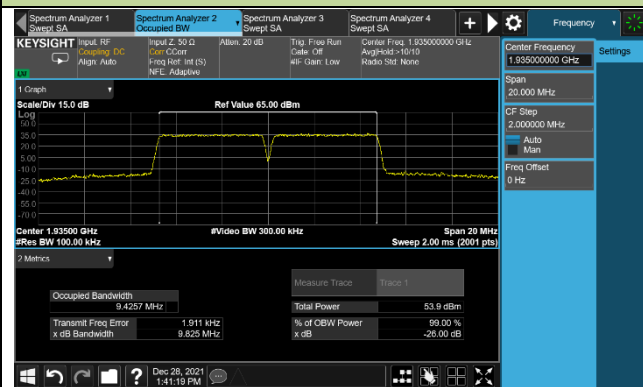 Spectrum Analyzer 1
Swept SA
Spectrum Analyzer 2
Occupied BW
Spectrum Analyzer 3
Swept SA
Spectrum Analyzer 4
Swept SA
Frequency
KEYSIGHT
Input: RF
Coupling: DC
Align: Auto
Input Z: 50 Ω
Corr CCorr
Freq Ref: Int (S)
NFE: Adaptive
Atten: 20 dB
Trig: Free Run
Gate: Off
#IF Gain: Low
Center Freq: 1.935000000 GHz
Avg|Hold:>10/10
Radio Std: None
LXI
Center Frequency
1.935000000 GHz
Settings
Span
20.000 MHz
CF Step
2.000000 MHz
Auto
Man
Freq Offset
0 Hz
1 Graph
Scale/Div 15.0 dB
Ref Value 65.00 dBm
Log
50.0
35.0
20.0
5.00
-10.0
-25.0
-40.0
-55.0
-70.0
Center 1.93500 GHz
#Video BW 300.00 kHz
Span 20 MHz
#Res BW 100.00 kHz
Sweep 2.00 ms (2001 pts)
2 Metrics
Measure Trace
Trace 1
Occupied Bandwidth
9.4257 MHz
Total Power
53.9 dBm
Transmit Freq Error
1.911 kHz
% of OBW Power
99.00 %
x dB Bandwidth
9.825 MHz
x dB
-26.00 dB
Dec 28, 2021
1:41:19 PM